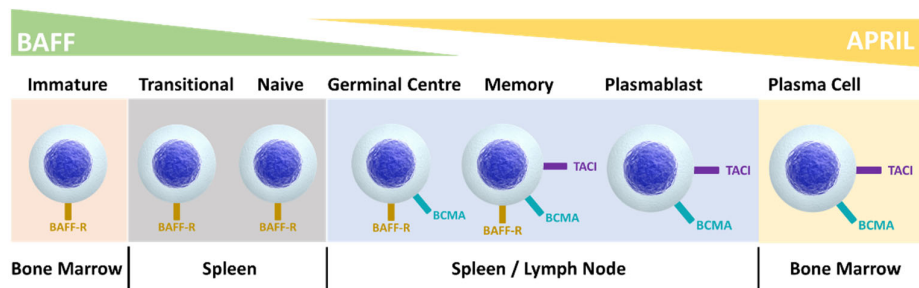 BAFF APRIL
Immature Transitional Naive Germinal Centre Memory Plasmablast Plasma Cell
TACI TACI TACI
BCMA BCMA BCMA BCMA
BAFF-R BAFF-R BAFF-R BAFF-R BAFF-R
Bone Marrow Spleen Spleen / Lymph Node Bone Marrow